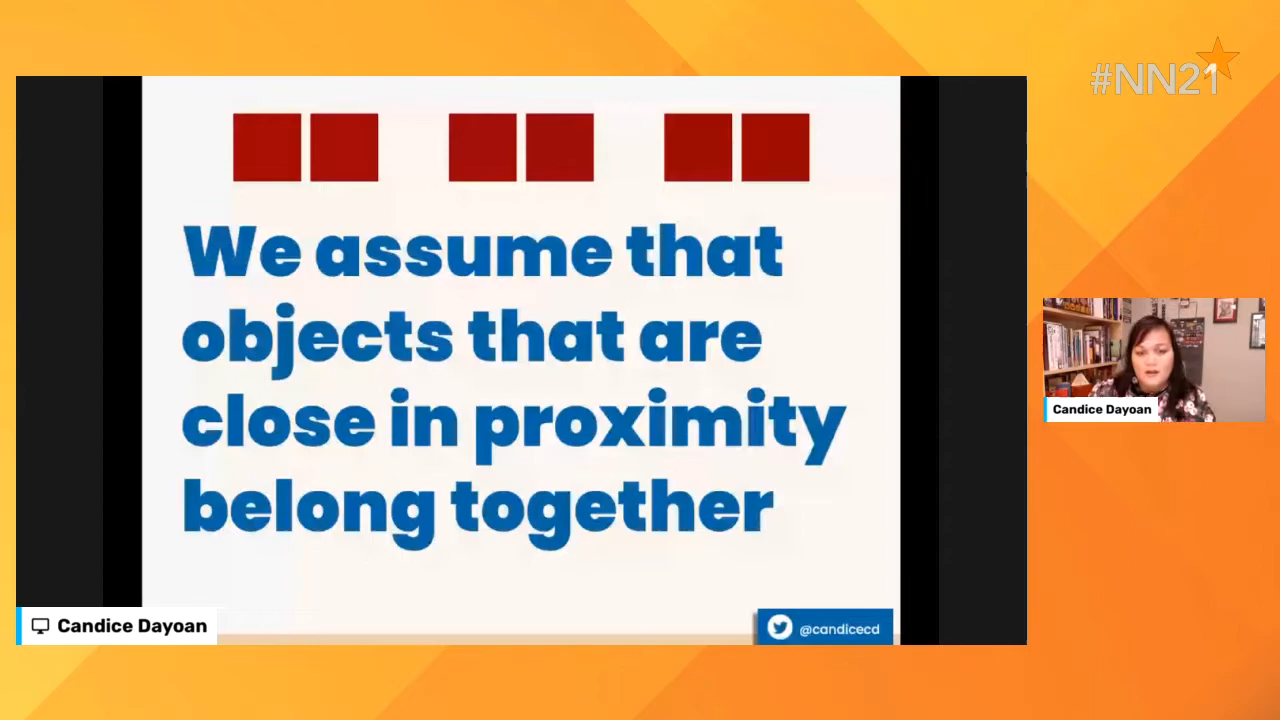 #NN21
We assume that
objects that are
close in proximity
belong together
Candice Dayoan
Candice Dayoan
@candicecd